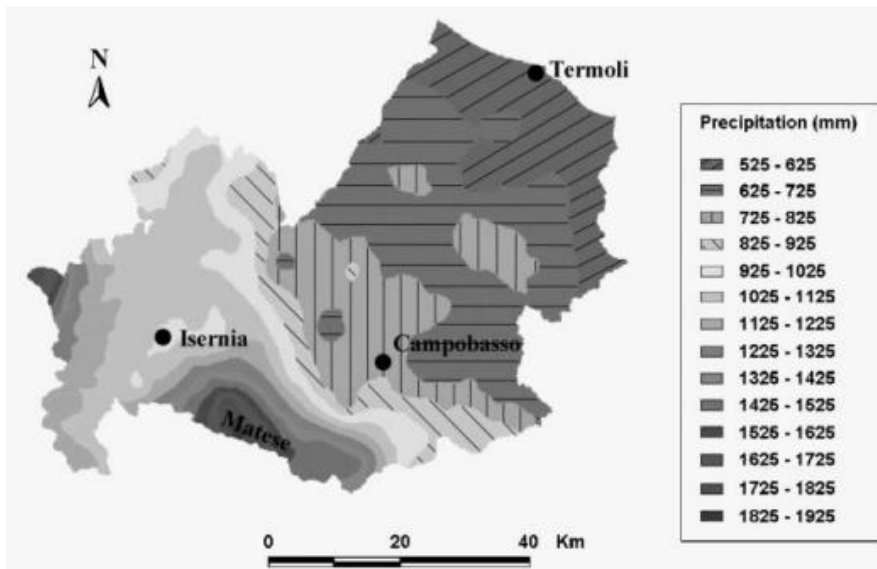 N
Termoli
Isernia
Campobasso
Matese
Precipitation (mm)
525 - 625
625 - 725
725 - 825
825 - 925
925 - 1025
1025 - 1125
1125 - 1225
1225 - 1325
1325 - 1425
1425 - 1525
1525 - 1625
1625 - 1725
1725 - 1825
1825 - 1925
0 20 40 Km